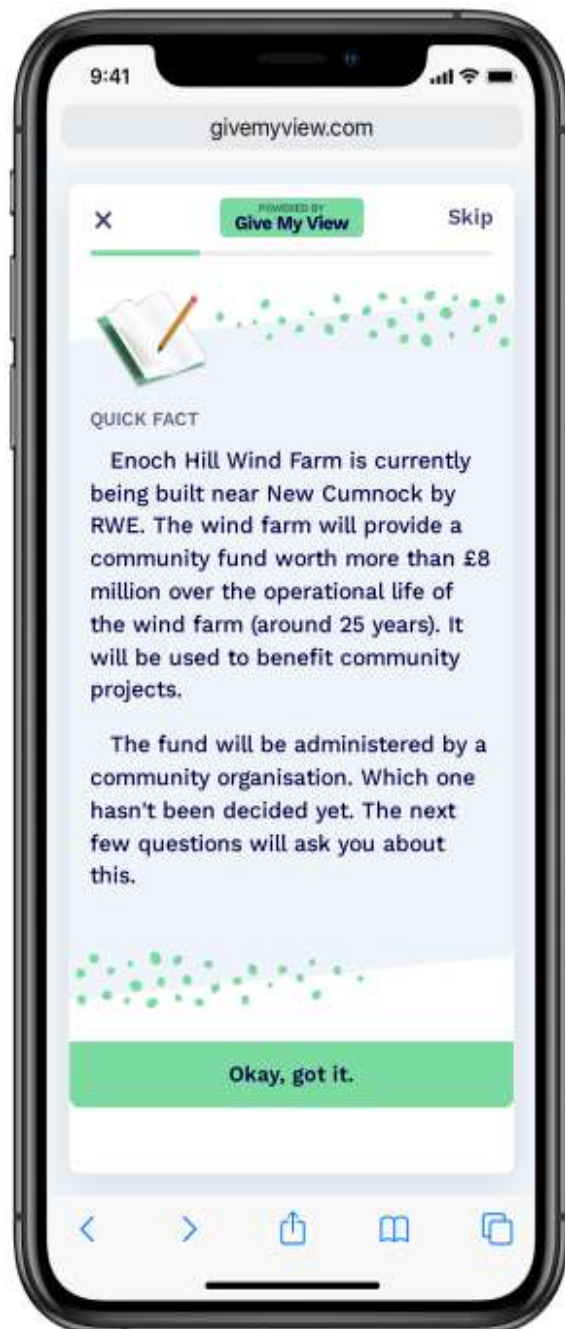 9:41
givemyview.com
POWERED BY
Give My View
Skip
QUICK FACT
Enoch Hill Wind Farm is currently
being built near New Cumnock by
RWE. The wind farm will provide a
community fund worth more than £8
million over the operational life of
the wind farm (around 25 years). It
will be used to benefit community
projects.
The fund will be administered by a
community organisation. Which one
hasn't been decided yet. The next
few questions will ask you about
this.
Okay, got it.